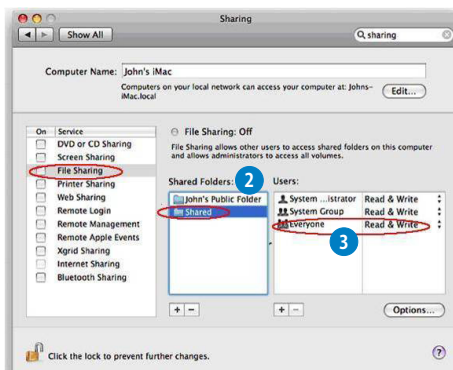 Sharing
Show All
sharing
Computer Name: John's iMac
Computers on your local network can access your computer at: Johns-
iMac.local
Edit...
On Service
DVD or CD Sharing
Screen Sharing
File Sharing
Printer Sharing
Web Sharing
Remote Login
Remote Management
Remote Apple Events
Xgrid Sharing
Internet Sharing
Bluetooth Sharing
File Sharing: Off
File Sharing allows other users to access shared folders on this computer
and allows administrators to access all volumes.
Shared Folders: 2
John's Public Folder
Shared
Users:
System ...istrator Read & Write
System Group Read & Write
Everyone Read & Write
3
+ −
+ −
Options...
Click the lock to prevent further changes.
?